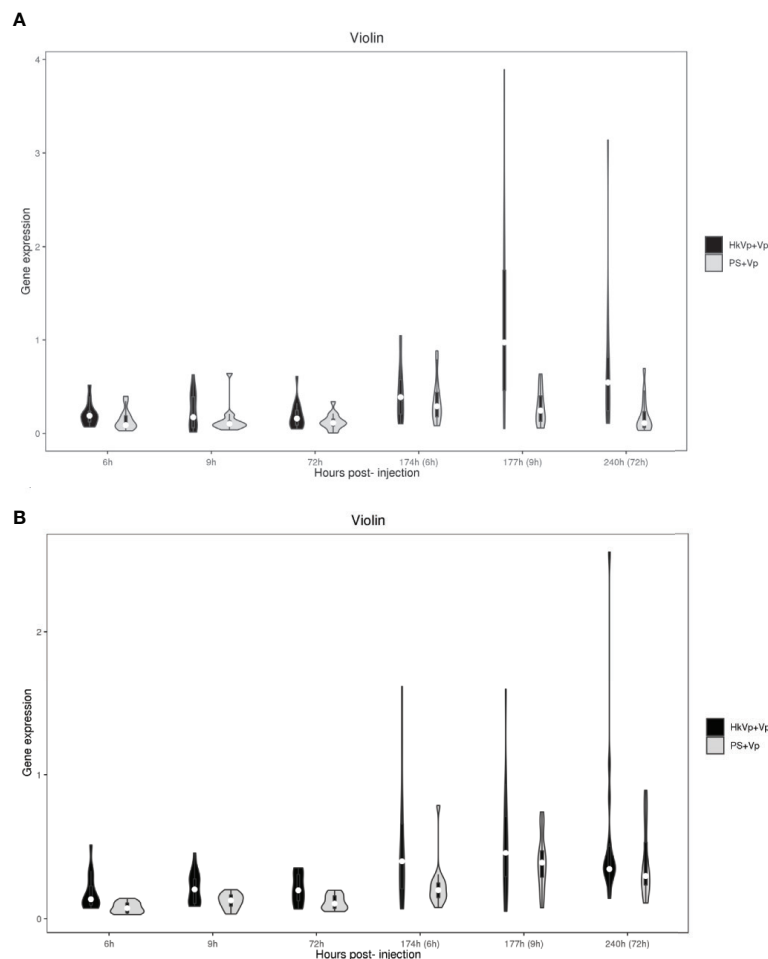 A
Violin
4
3
2
1
0
Gene expression
HkVp+Vp
PS+Vp
6h 9h 72h 174h (6h) 177h (9h) 240h (72h)
Hours post- injection
B
Violin
2
1
0
Gene expression
HkVp+Vp
PS+Vp
6h 9h 72h 174h (6h) 177h (9h) 240h (72h)
Hours post- injection